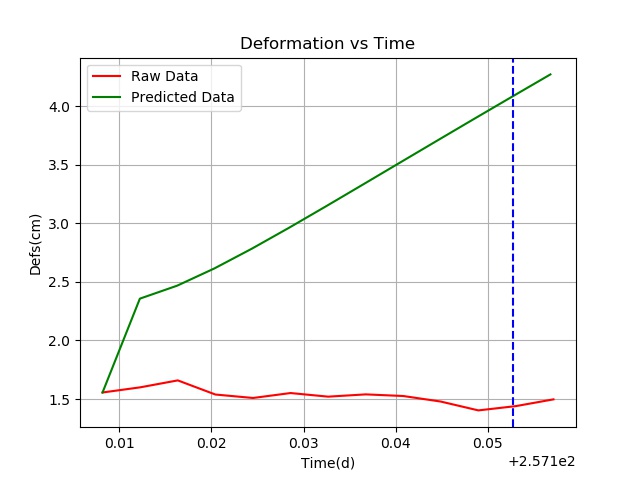 Deformation vs Time
Raw Data
Predicted Data
4.0
3.5
3.0
2.5
2.0
1.5
Defs(cm)
0.01 0.02 0.03 0.04 0.05
+2.571e2
Time(d)